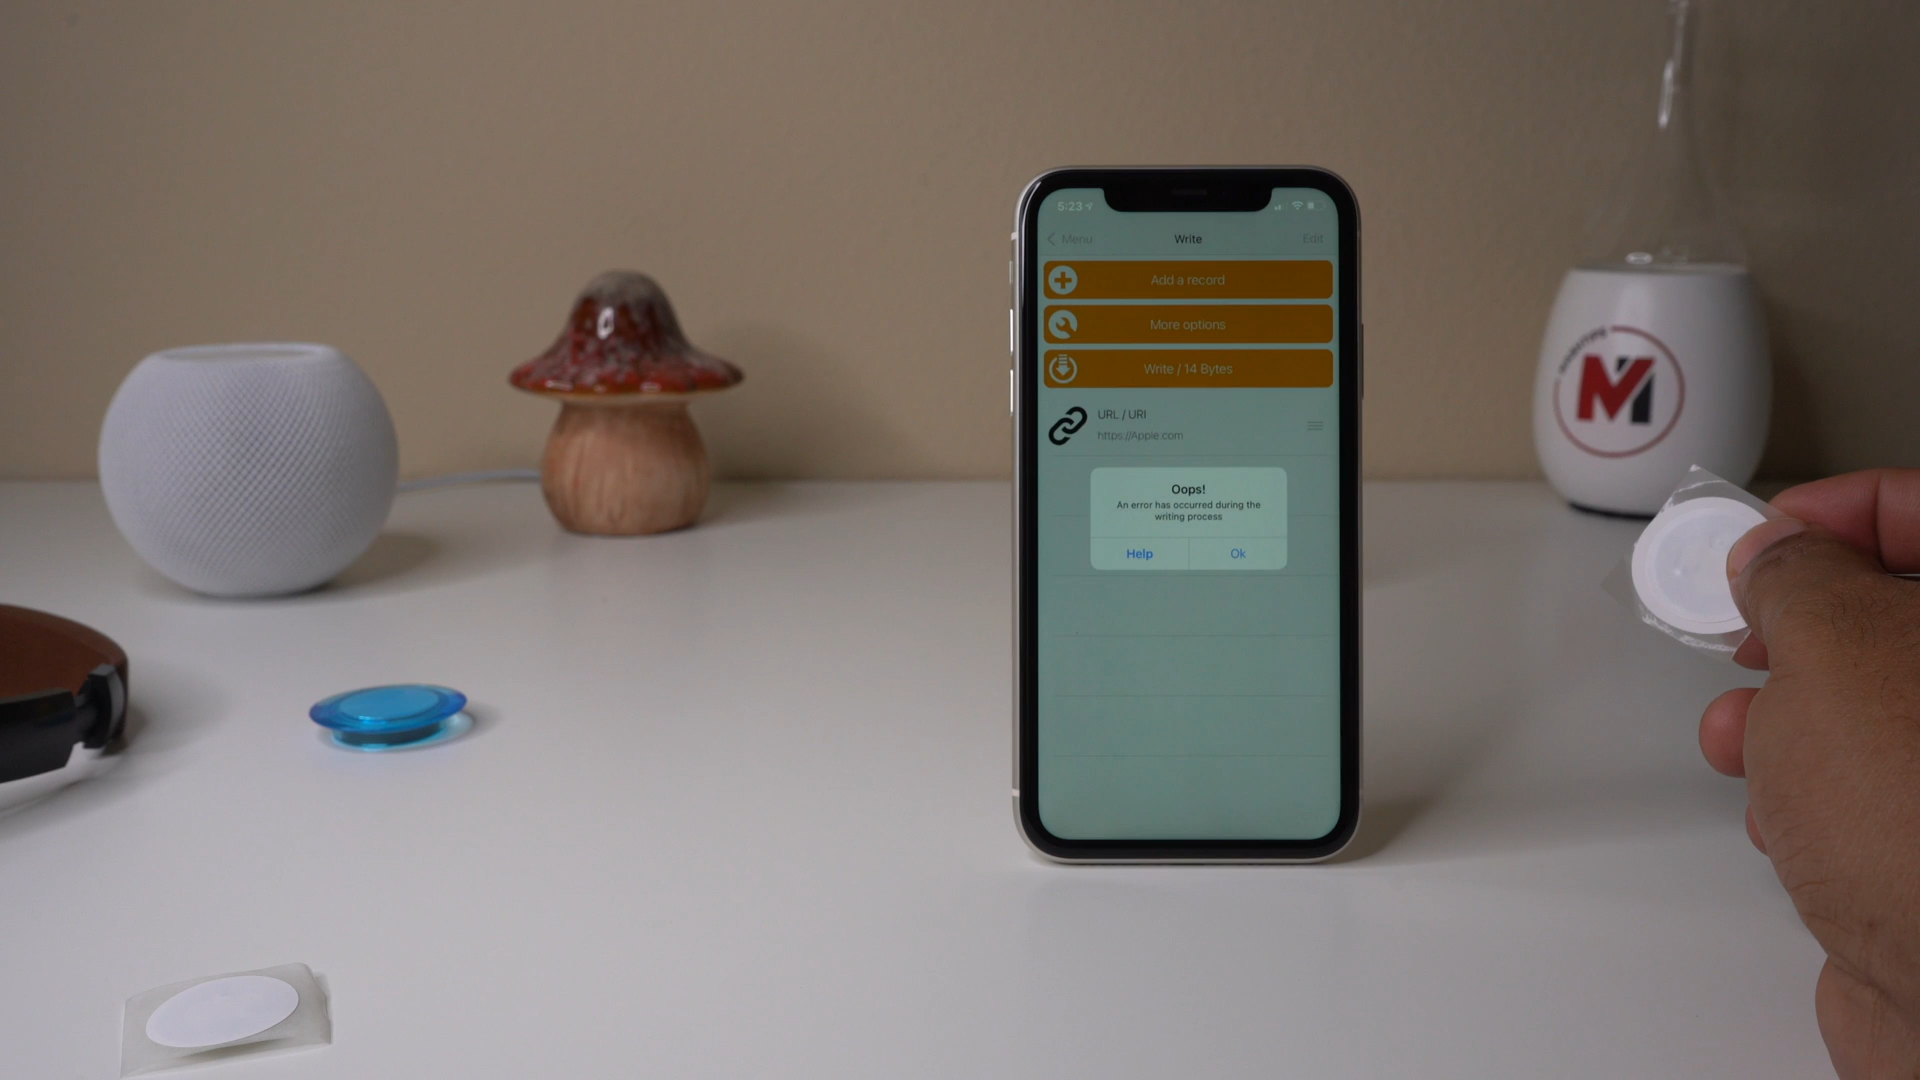 5:23
Menu
Write
Edit
Add a record
More options
Write / 14 Bytes
URL / URI
https://Apple.com
Oops!
An error has occurred during the
writing process
Help
Ok
M